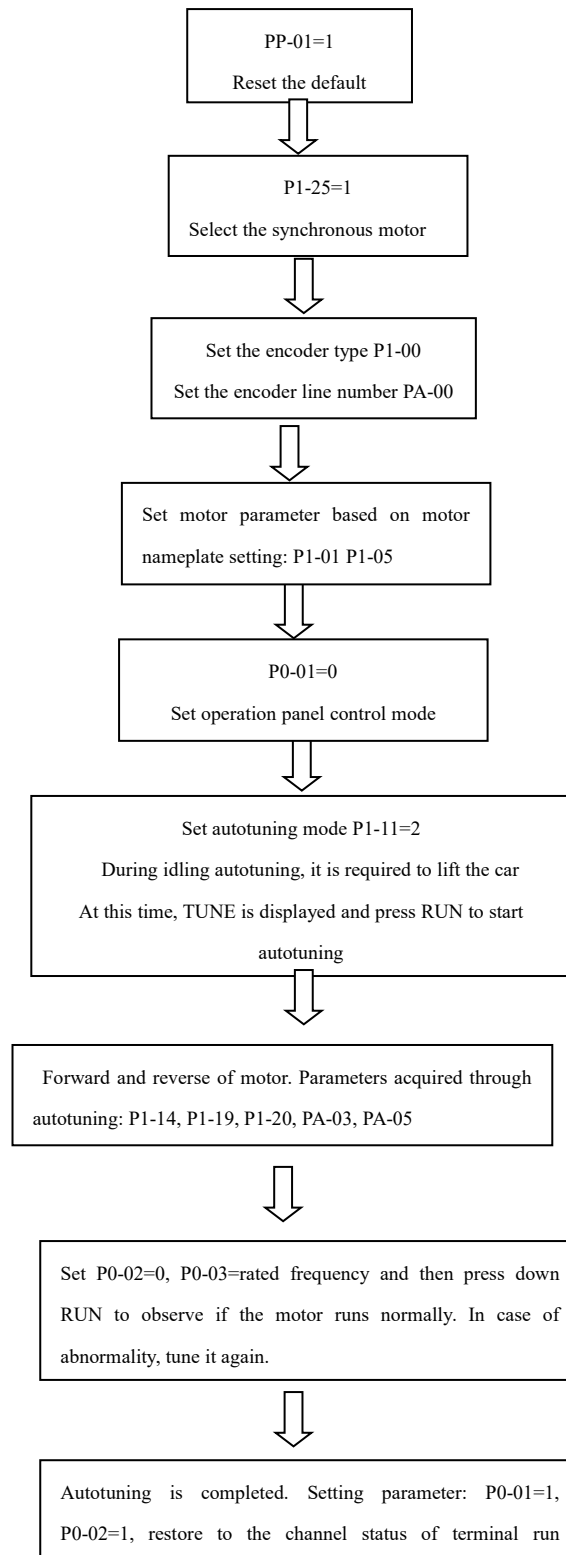 PP-01=1
Reset the default
P1-25=1
Select the synchronous motor
Set the encoder type P1-00
Set the encoder line number PA-00
Set motor parameter based on motor
nameplate setting: P1-01 P1-05
P0-01=0
Set operation panel control mode
Set autotuning mode P1-11=2
During idling autotuning, it is required to lift the car
At this time, TUNE is displayed and press RUN to start
autotuning
Forward and reverse of motor. Parameters acquired through
autotuning: P1-14, P1-19, P1-20, PA-03, PA-05
Set P0-02=0, P0-03=rated frequency and then press down
RUN to observe if the motor runs normally. In case of
abnormality, tune it again.
Autotuning is completed. Setting parameter: P0-01=1,
P0-02=1, restore to the channel status of terminal run